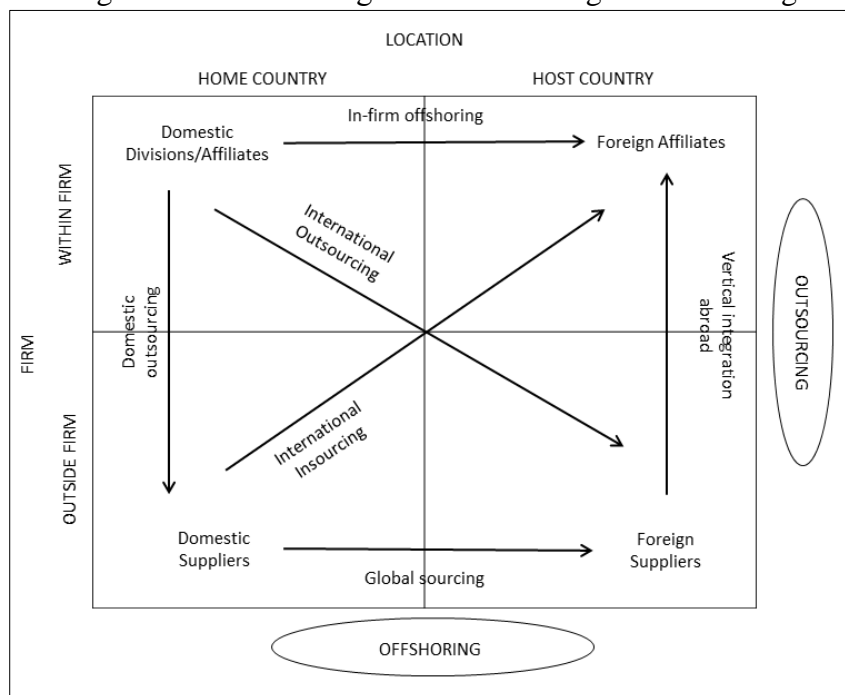 LOCATION
HOME COUNTRY
HOST COUNTRY
In-firm offshoring
Domestic
Divisions/Affiliates
Foreign Affiliates
WITHIN FIRM
International
Outsourcing
Domestic
outsourcing
Vertical integration
abroad
OUTSOURCING
FIRM
OUTSIDE FIRM
International
Insourcing
Domestic
Suppliers
Foreign
Suppliers
Global sourcing
OFFSHORING